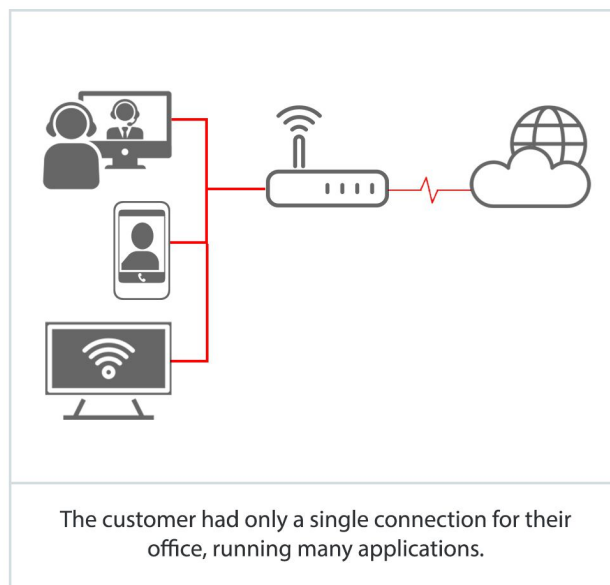 The customer had only a single connection for their
office, running many applications.